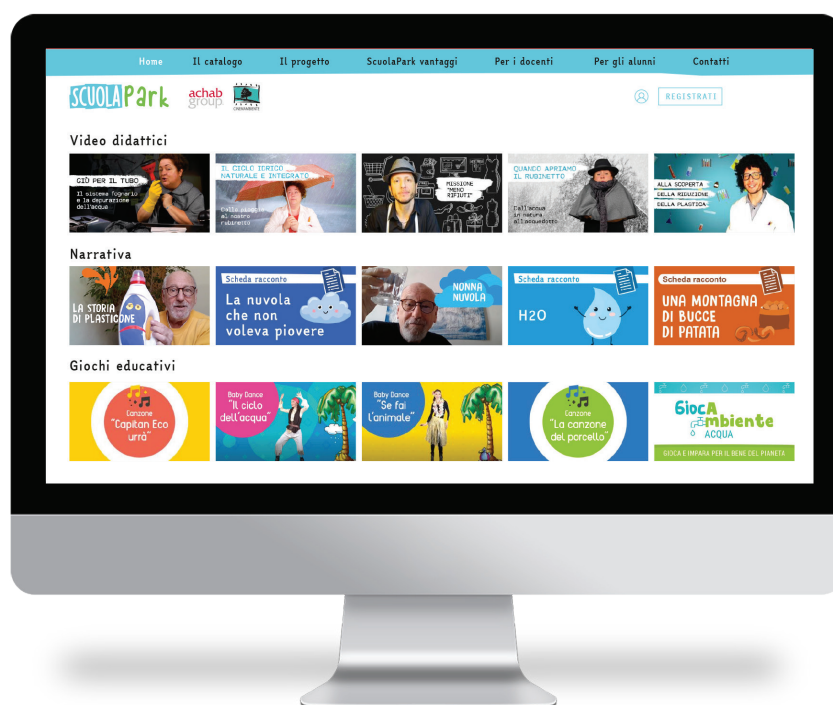 Home Il catalogo Il progetto ScuolaPark vantaggi Per i docenti Per gli alunni Contatti
SCUOLAPark achab group REGISTRATI
Video didattici
CIÒ PER IL TUBO
Il sistema fognario
e la depurazione
dell'acqua
IL CICLO IDRICO
NATURALE E INTEGRATO
Dalla pioggia
al nostro
rubinetto
MISSIONE
"MENO
RIFIUTI"
QUANDO APRIAMO
IL RUBINETTO
Dall'acqua
in natura
all'acquedotto
ALLA SCOPERTA
DELLA RIDUZIONE
DELLA PLASTICA
Narrativa
LA STORIA
DI PLASTICONE
Scheda racconto
La nuvola
che non
voleva piovere
NONNA
NUVOLA
Scheda racconto
H2O
Scheda racconto
UNA MONTAGNA
DI BUCCE
DI PATATA
Giochi educativi
Canzone
"Capitan Eco
urrà"
Baby Dance
"Il ciclo
dell'acqua"
Baby Dance
"Se fai
l'animale"
Canzone
"La canzone
del porcello"
GiocAmbiente
ACQUA
GIOCA E IMPARA PER IL BENE DEL PIANETA